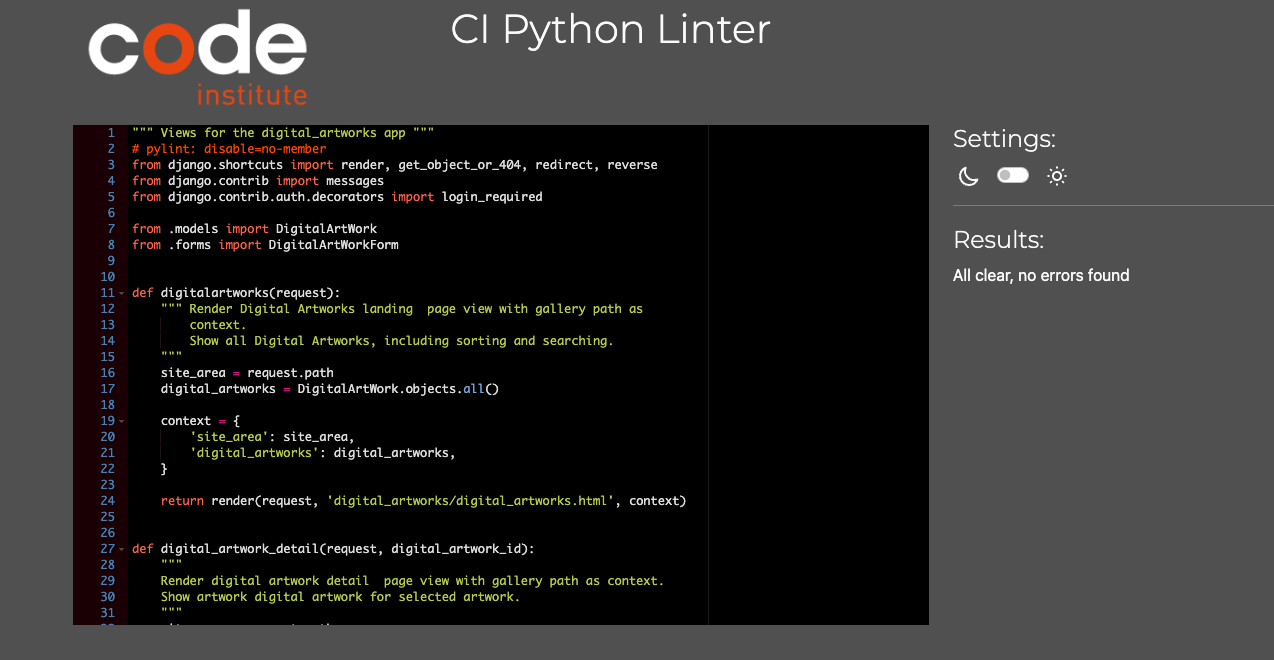 code
institute
CI Python Linter
1 """ Views for the digital_artworks app """
2 # pylint: disable=no-member
3 from django.shortcuts import render, get_object_or_404, redirect, reverse
4 from django.contrib import messages
5 from django.contrib.auth.decorators import login_required
6
7 from .models import DigitalArtWork
8 from .forms import DigitalArtWorkForm
9
10
11 def digitalartworks(request):
12     """ Render Digital Artworks landing  page view with gallery path as
13         context.
14         Show all Digital Artworks, including sorting and searching.
15     """
16     site_area = request.path
17     digital_artworks = DigitalArtWork.objects.all()
18
19     context = {
20         'site_area': site_area,
21         'digital_artworks': digital_artworks,
22     }
23
24     return render(request, 'digital_artworks/digital_artworks.html', context)
25
26
27 def digital_artwork_detail(request, digital_artwork_id):
28     """
29     Render digital artwork detail  page view with gallery path as context.
30     Show artwork digital artwork for selected artwork.
31     """
Settings:
Results:
All clear, no errors found